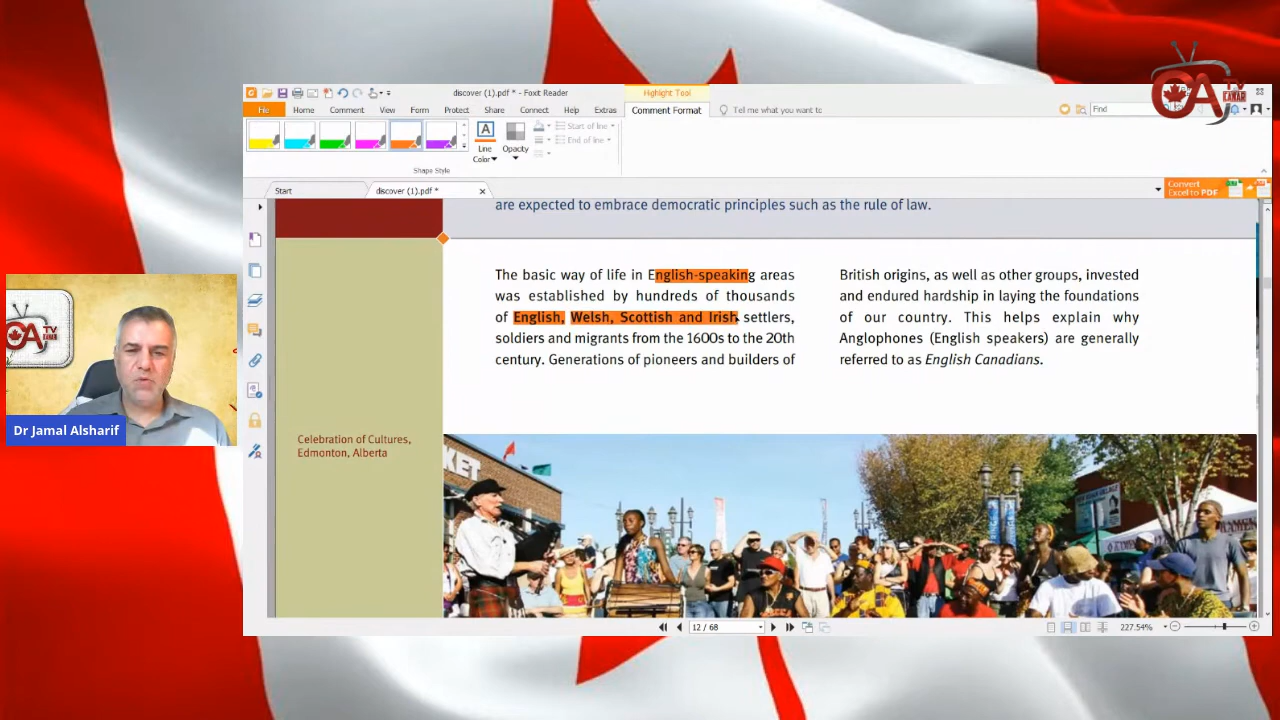 discover (1).pdf * - Foxit Reader
Highlight Tool
File
Home
Comment
View
Form
Protect
Share
Connect
Help
Extras
Comment Format
Tell me what you want to
Find
Line
Color
Opacity
Start of line
End of line
Shape Style
Start
discover (1).pdf *
Convert
Excel to PDF
are expected to embrace democratic principles such as the rule of law.
The basic way of life in English-speaking areas
was established by hundreds of thousands
of English, Welsh, Scottish and Irish settlers,
soldiers and migrants from the 1600s to the 20th
century. Generations of pioneers and builders of
British origins, as well as other groups, invested
and endured hardship in laying the foundations
of our country. This helps explain why
Anglophones (English speakers) are generally
referred to as English Canadians.
Celebration of Cultures,
Edmonton, Alberta
KET
12 / 68
227.54%
CA TV
KANAR
CA TV
Dr Jamal Alsharif